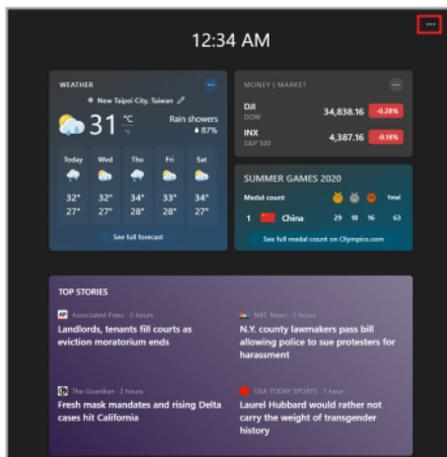 12:34 AM
WEATHER
New Taipei City, Taiwan
31 °C
°F
Rain showers
87%
Today Wed Thu Fri Sat
32° 32° 34° 33° 34°
27° 27° 28° 28° 27°
See full forecast
MONEY | MARKET
DJI
DOW
34,838.16 -0.28%
INX
S&P 500
4,387.16 -0.18%
SUMMER GAMES 2020
Medal count Total
1 China 29 18 16 63
See full medal count on Olympics.com
TOP STORIES
AP Associated Press · 2 hours
Landlords, tenants fill courts as
eviction moratorium ends
NBC News · 2 hours
N.Y. county lawmakers pass bill
allowing police to sue protesters for
harassment
The Guardian · 2 hours
Fresh mask mandates and rising Delta
cases hit California
USA TODAY SPORTS · 1 hour
Laurel Hubbard would rather not
carry the weight of transgender
history